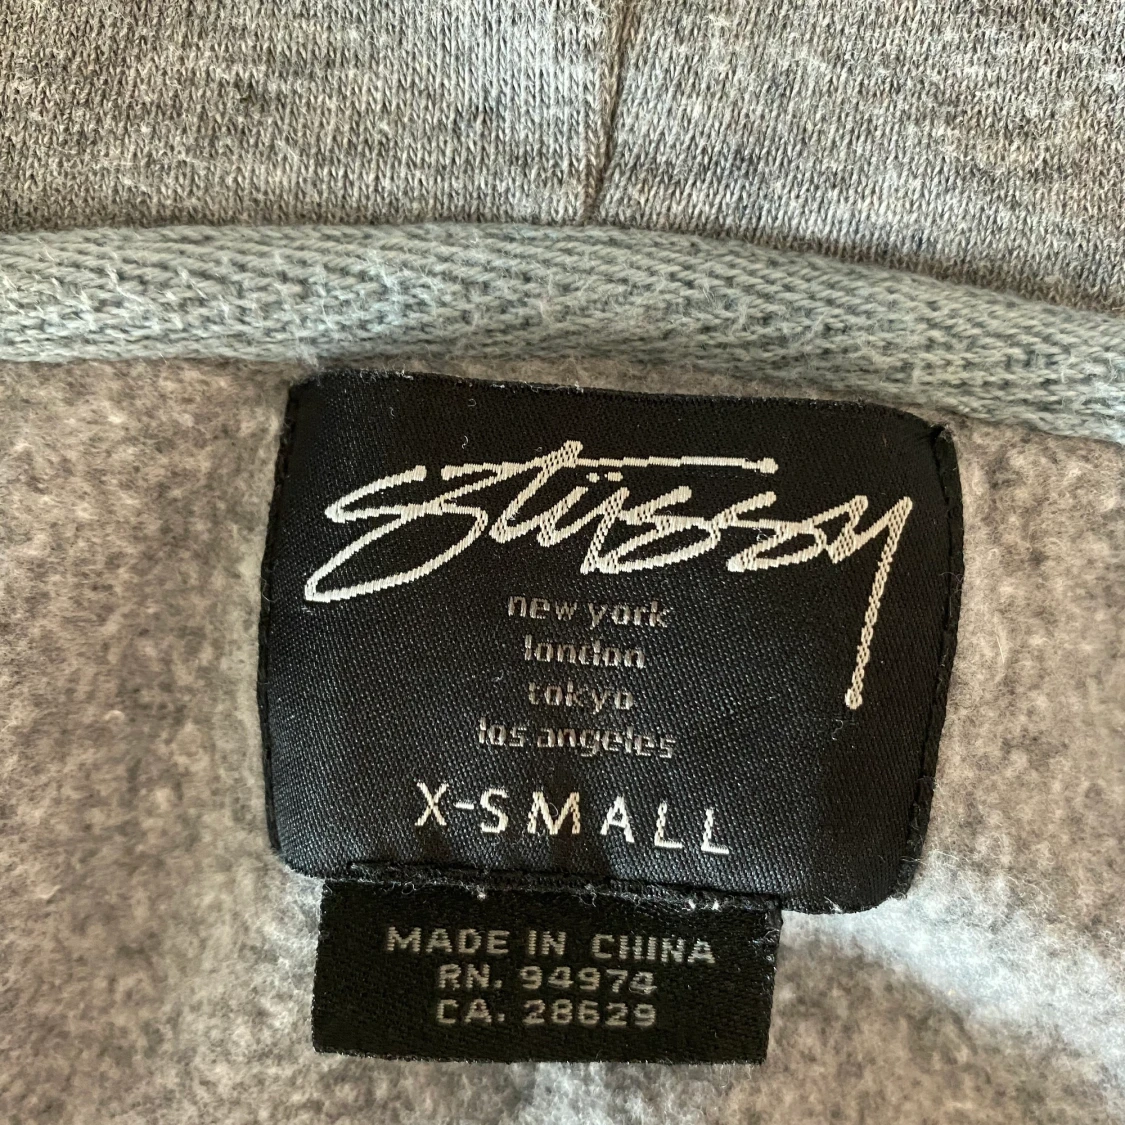 Stüssy
new york
london
tokyo
los angeles
X-SMALL
MADE IN CHINA
RN. 94974
CA. 28629